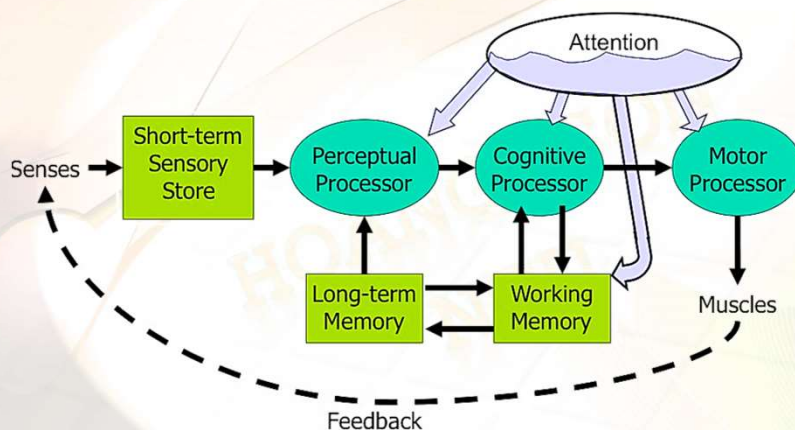 Attention
Short-term
Sensory
Store
Senses
Perceptual
Processor
Cognitive
Processor
Motor
Processor
Long-term
Memory
Working
Memory
Muscles
Feedback